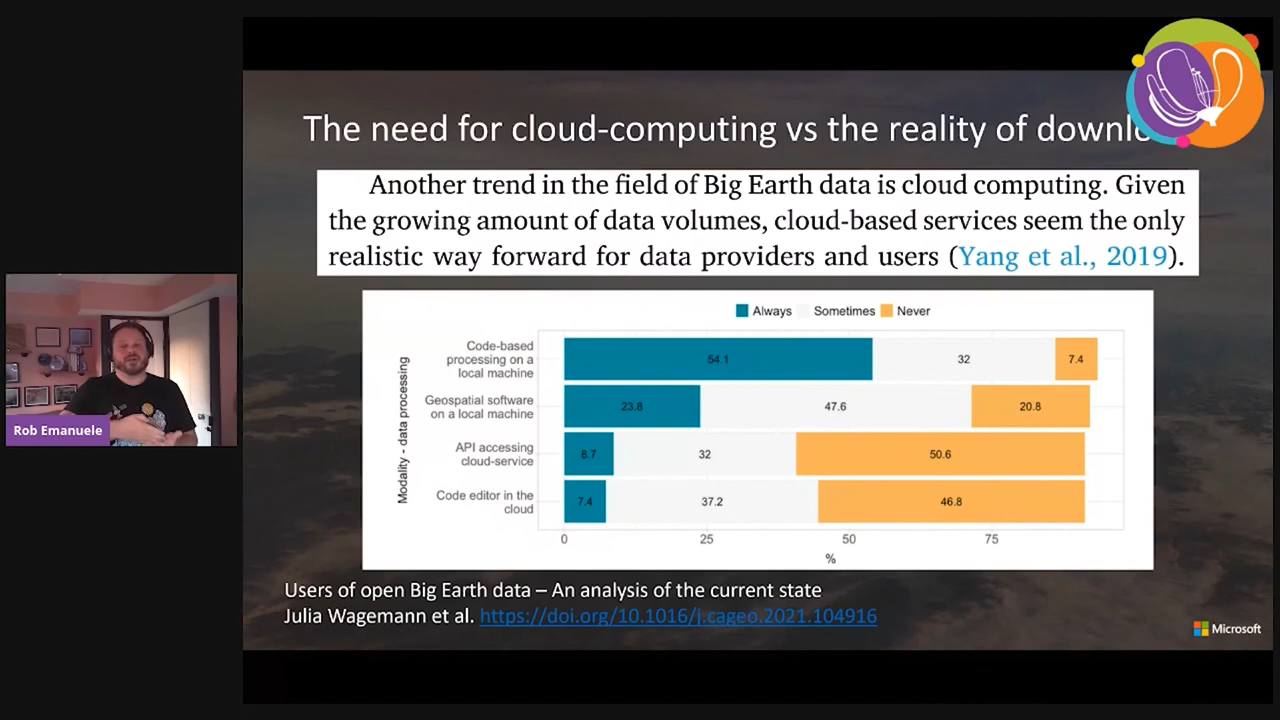 The need for cloud-computing vs the reality of
Another trend in the field of Big Earth data is cloud computing. Given
the growing amount of data volumes, cloud-based services seem the only
realistic way forward for data providers and users (Yang et al., 2019).
Always Sometimes Never
Modality - data processing
Code-based
processing on a
local machine
54.1 32 7.4
Geospatial software
on a local machine
23.8 47.6 20.8
API accessing
cloud-service
8.7 32 50.6
Code editor in the
cloud
7.4 37.2 46.8
0 25 50 75
%
Users of open Big Earth data – An analysis of the current state
Julia Wagemann et al. https://doi.org/10.1016/j.cageo.2021.104916
Microsoft
Rob Emanuele